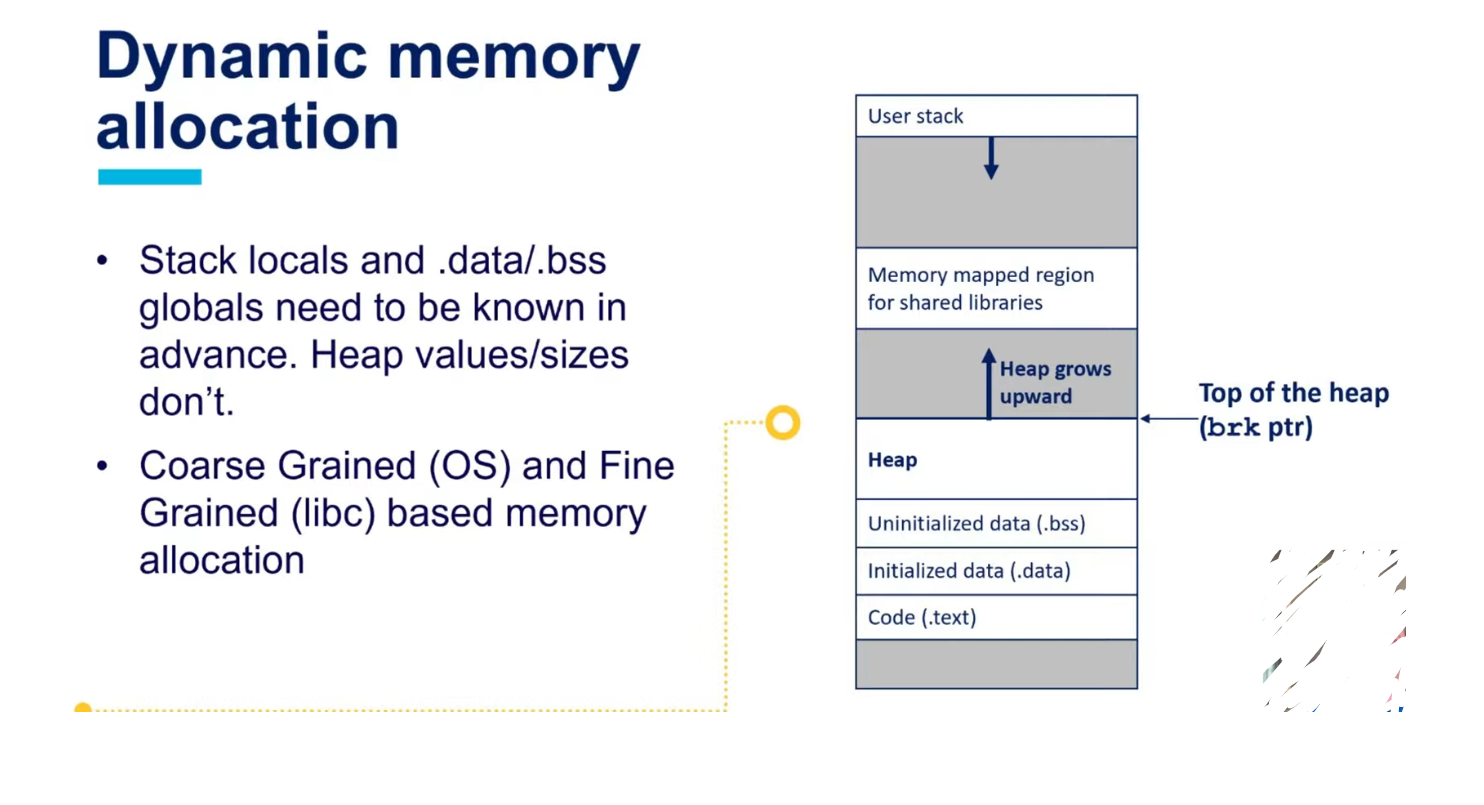 Dynamic memory
allocation
• Stack locals and .data/.bss
globals need to be known in
advance. Heap values/sizes
don’t.
• Coarse Grained (OS) and Fine
Grained (libc) based memory
allocation
User stack
Memory mapped region
for shared libraries
Heap grows
upward
Top of the heap
(brk ptr)
Heap
Uninitialized data (.bss)
Initialized data (.data)
Code (.text)